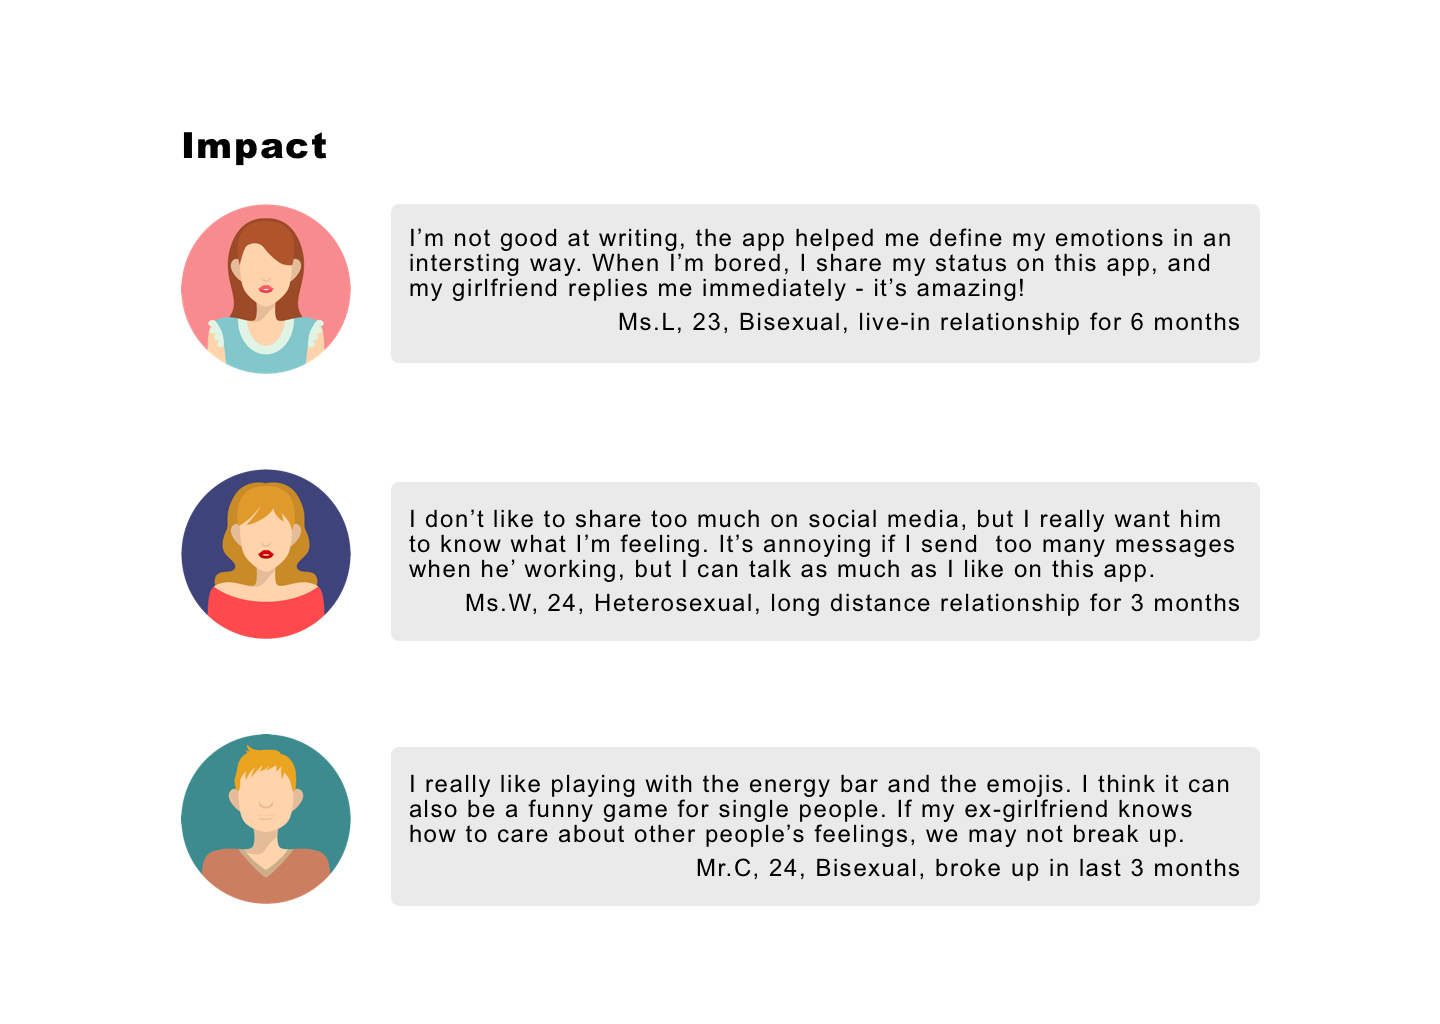 Impact
I’m not good at writing, the app helped me define my emotions in an
intersting way. When I’m bored, I share my status on this app, and
my girlfriend replies me immediately - it’s amazing!
Ms.L, 23, Bisexual, live-in relationship for 6 months
I don’t like to share too much on social media, but I really want him
to know what I’m feeling. It’s annoying if I send  too many messages
when he’ working, but I can talk as much as I like on this app.
Ms.W, 24, Heterosexual, long distance relationship for 3 months
I really like playing with the energy bar and the emojis. I think it can
also be a funny game for single people. If my ex-girlfriend knows
how to care about other people’s feelings, we may not break up.
Mr.C, 24, Bisexual, broke up in last 3 months